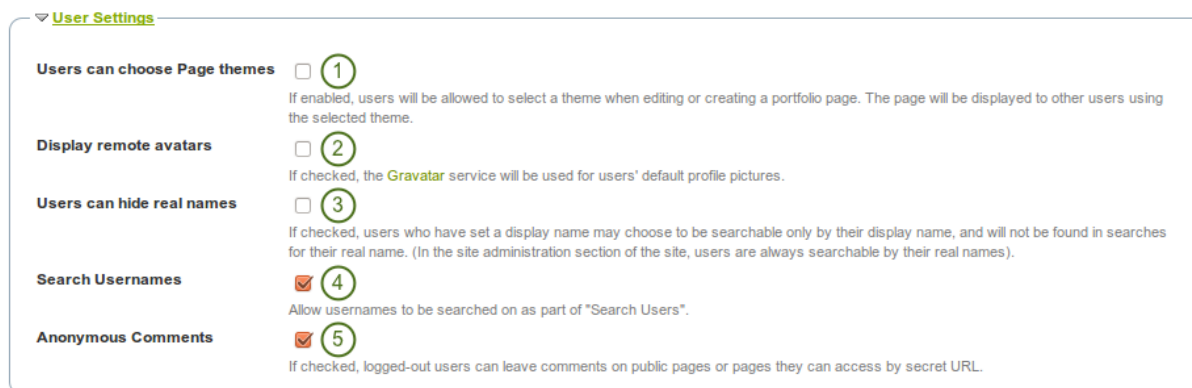 User Settings
Users can choose Page themes 1
If enabled, users will be allowed to select a theme when editing or creating a portfolio page. The page will be displayed to other users using
the selected theme.
Display remote avatars 2
If checked, the Gravatar service will be used for users' default profile pictures.
Users can hide real names 3
If checked, users who have set a display name may choose to be searchable only by their display name, and will not be found in searches
for their real name. (In the site administration section of the site, users are always searchable by their real names).
Search Usernames 4
Allow usernames to be searched on as part of "Search Users".
Anonymous Comments 5
If checked, logged-out users can leave comments on public pages or pages they can access by secret URL.